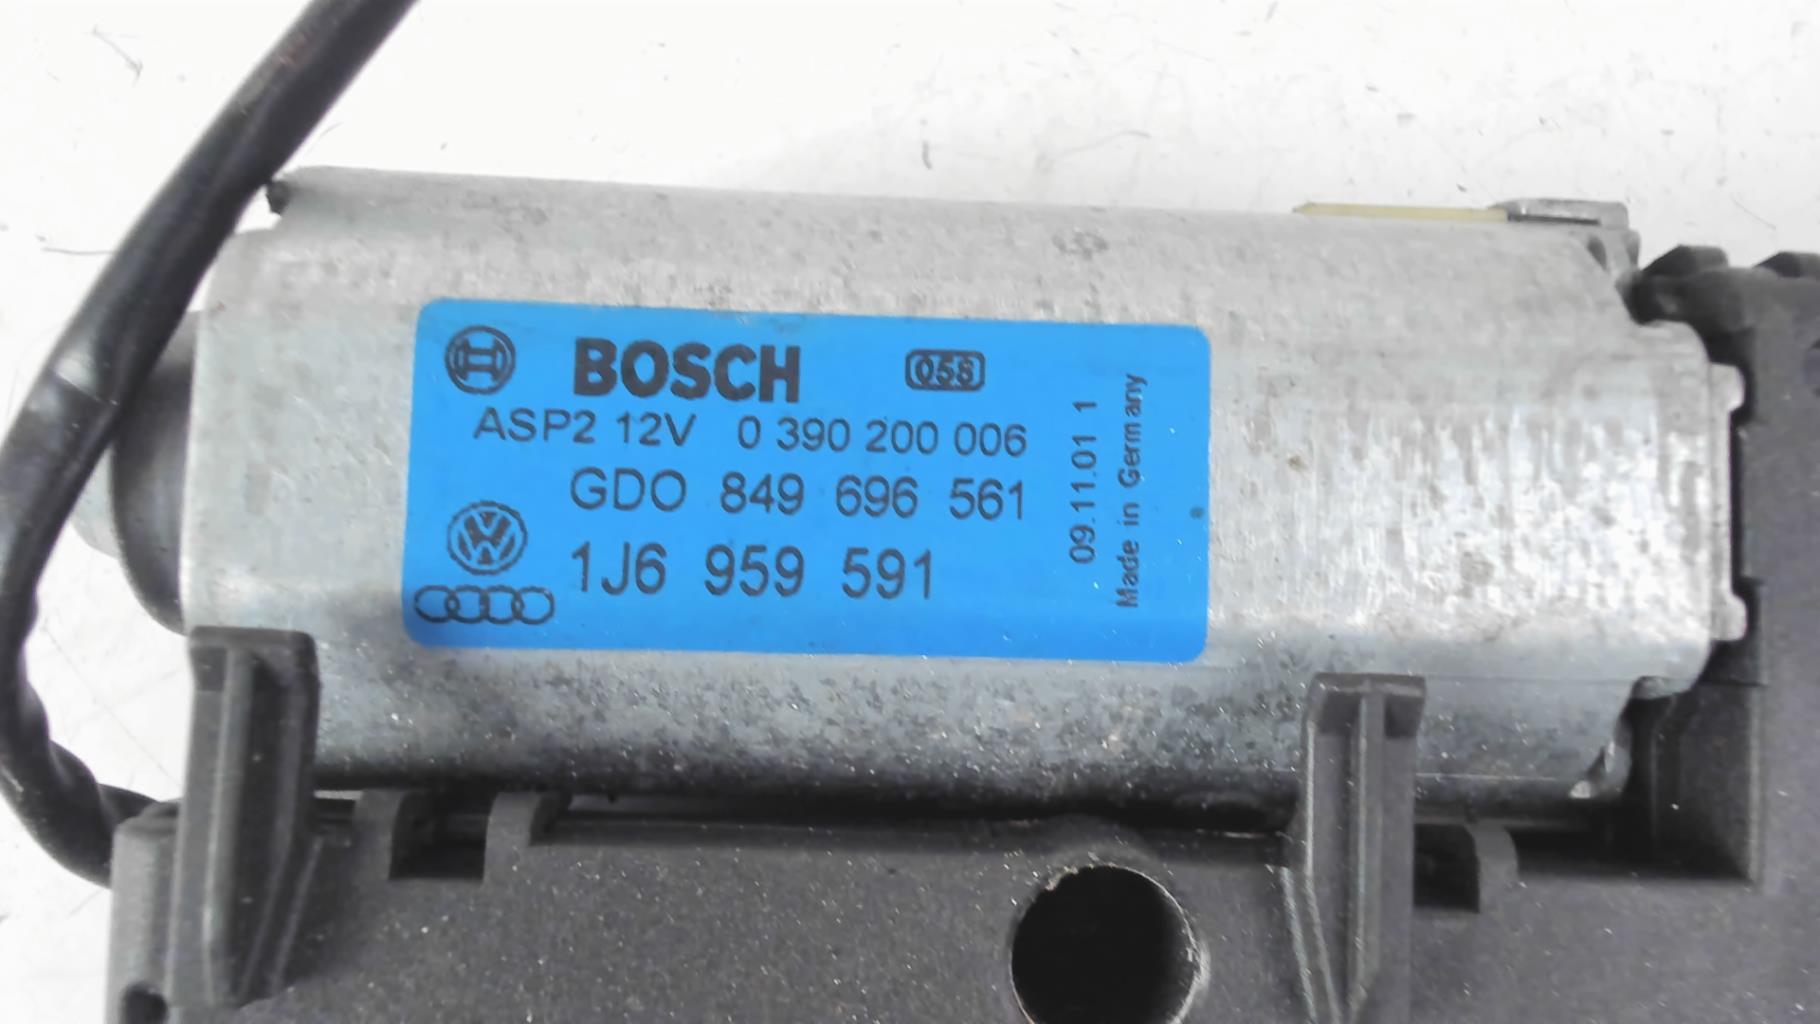 BOSCH 058
ASP2 12V 0 390 200 006
GDO 849 696 561
1J6 959 591
09.11.01 1
Made in Germany